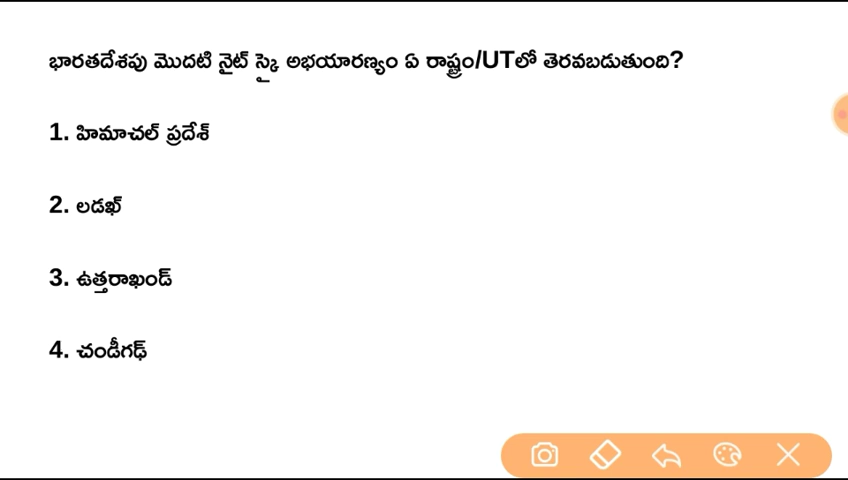 భారతదేశపు మొదటి నైట్ స్కై అభయారణ్యం ఏ రాష్ట్రం/UTలో తెరవబడుతుంది?
1. హిమాచల్ ప్రదేశ్
2. లడఖ్
3. ఉత్తరాఖండ్
4. చండీగఢ్